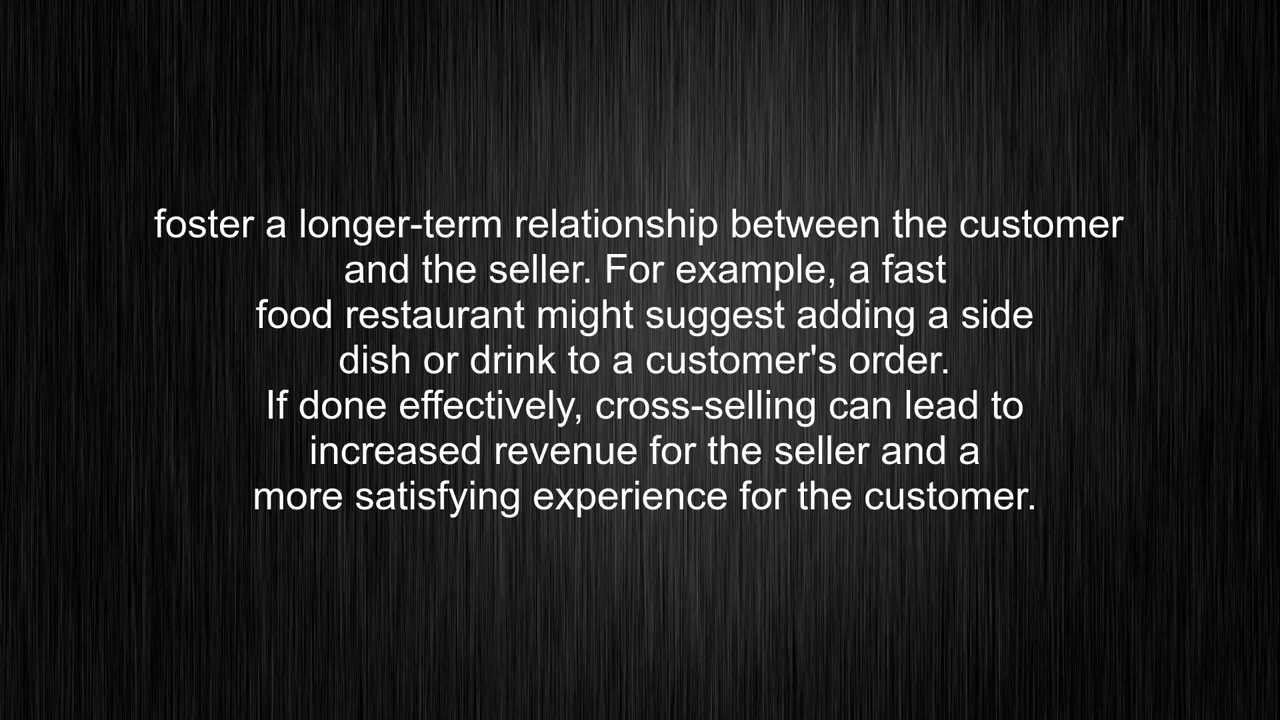 foster a longer-term relationship between the customer
and the seller. For example, a fast
food restaurant might suggest adding a side
dish or drink to a customer's order.
If done effectively, cross-selling can lead to
increased revenue for the seller and a
more satisfying experience for the customer.